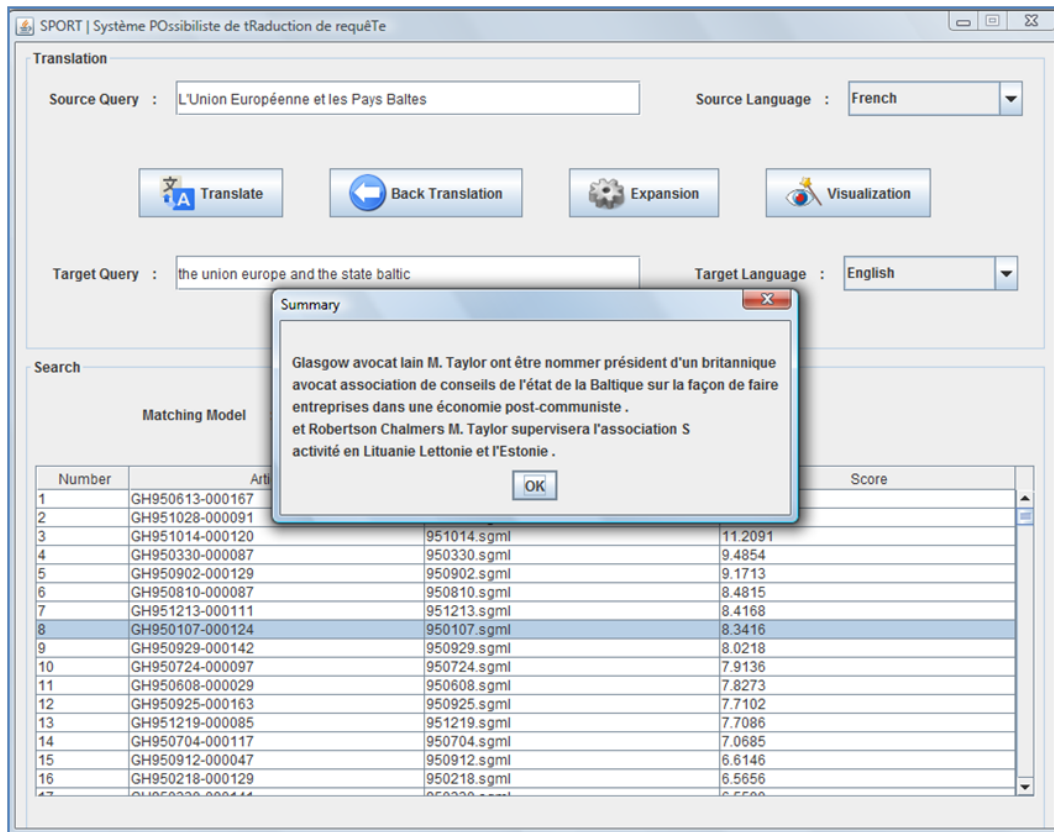 SPORT | Système POssibiliste de tRaduction de requêTe
Translation
Source Query : L'Union Européenne et les Pays Baltes Source Language : French
Translate Back Translation Expansion Visualization
Target Query : the union europe and the state baltic Target Language : English
Summary
Glasgow avocat Iain M. Taylor ont être nommer président d'un britannique
avocat association de conseils de l'état de la Baltique sur la façon de faire
entreprises dans une économie post-communiste .
et Robertson Chalmers M. Taylor supervisera l'association S
activité en Lituanie Lettonie et l'Estonie .
OK
Search
Matching Model
Number Arti Score
1 GH950613-000167
2 GH951028-000091
3 GH951014-000120 951014.sgml 11.2091
4 GH950330-000087 950330.sgml 9.4854
5 GH950902-000129 950902.sgml 9.1713
6 GH950810-000087 950810.sgml 8.4815
7 GH951213-000111 951213.sgml 8.4168
8 GH950107-000124 950107.sgml 8.3416
9 GH950929-000142 950929.sgml 8.0218
10 GH950724-000097 950724.sgml 7.9136
11 GH950608-000029 950608.sgml 7.8273
12 GH950925-000163 950925.sgml 7.7102
13 GH951219-000085 951219.sgml 7.7086
14 GH950704-000117 950704.sgml 7.0685
15 GH950912-000047 950912.sgml 6.6146
16 GH950218-000129 950218.sgml 6.5656